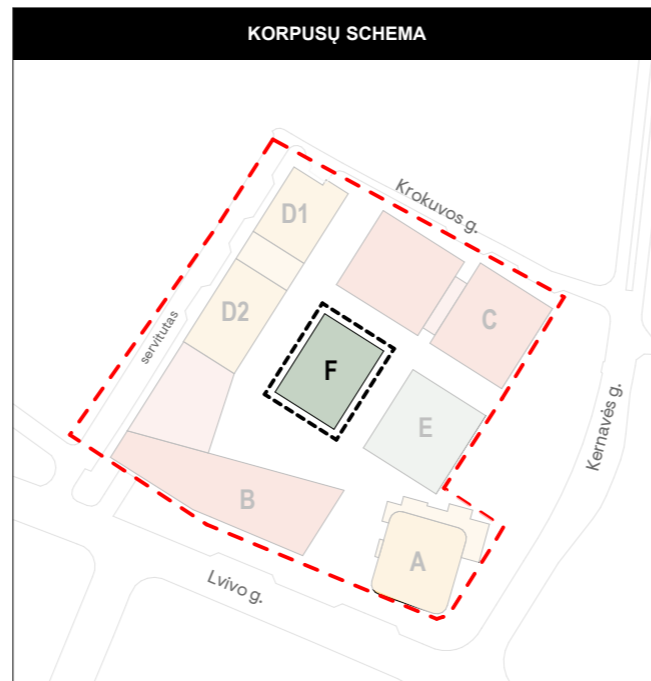 KORPUSŲ SCHEMA
Krokuvos g.
D1
D2
C
servitutas
F
E
Kernavės g.
B
A
Lvivo g.